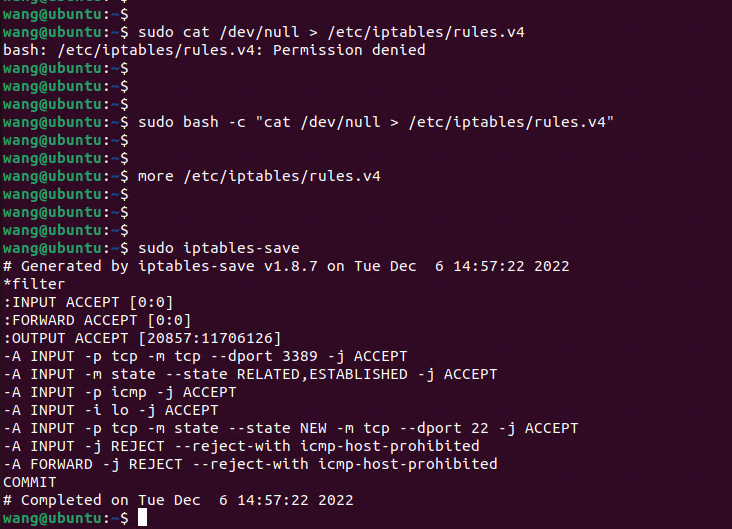 wang@ubuntu:~$
wang@ubuntu:~$
wang@ubuntu:~$ sudo cat /dev/null > /etc/iptables/rules.v4
bash: /etc/iptables/rules.v4: Permission denied
wang@ubuntu:~$
wang@ubuntu:~$
wang@ubuntu:~$
wang@ubuntu:~$ sudo bash -c "cat /dev/null > /etc/iptables/rules.v4"
wang@ubuntu:~$
wang@ubuntu:~$
wang@ubuntu:~$ more /etc/iptables/rules.v4
wang@ubuntu:~$
wang@ubuntu:~$
wang@ubuntu:~$
wang@ubuntu:~$ sudo iptables-save
# Generated by iptables-save v1.8.7 on Tue Dec  6 14:57:22 2022
*filter
:INPUT ACCEPT [0:0]
:FORWARD ACCEPT [0:0]
:OUTPUT ACCEPT [20857:11706126]
-A INPUT -p tcp -m tcp --dport 3389 -j ACCEPT
-A INPUT -m state --state RELATED,ESTABLISHED -j ACCEPT
-A INPUT -p icmp -j ACCEPT
-A INPUT -i lo -j ACCEPT
-A INPUT -p tcp -m state --state NEW -m tcp --dport 22 -j ACCEPT
-A INPUT -j REJECT --reject-with icmp-host-prohibited
-A FORWARD -j REJECT --reject-with icmp-host-prohibited
COMMIT
# Completed on Tue Dec  6 14:57:22 2022
wang@ubuntu:~$